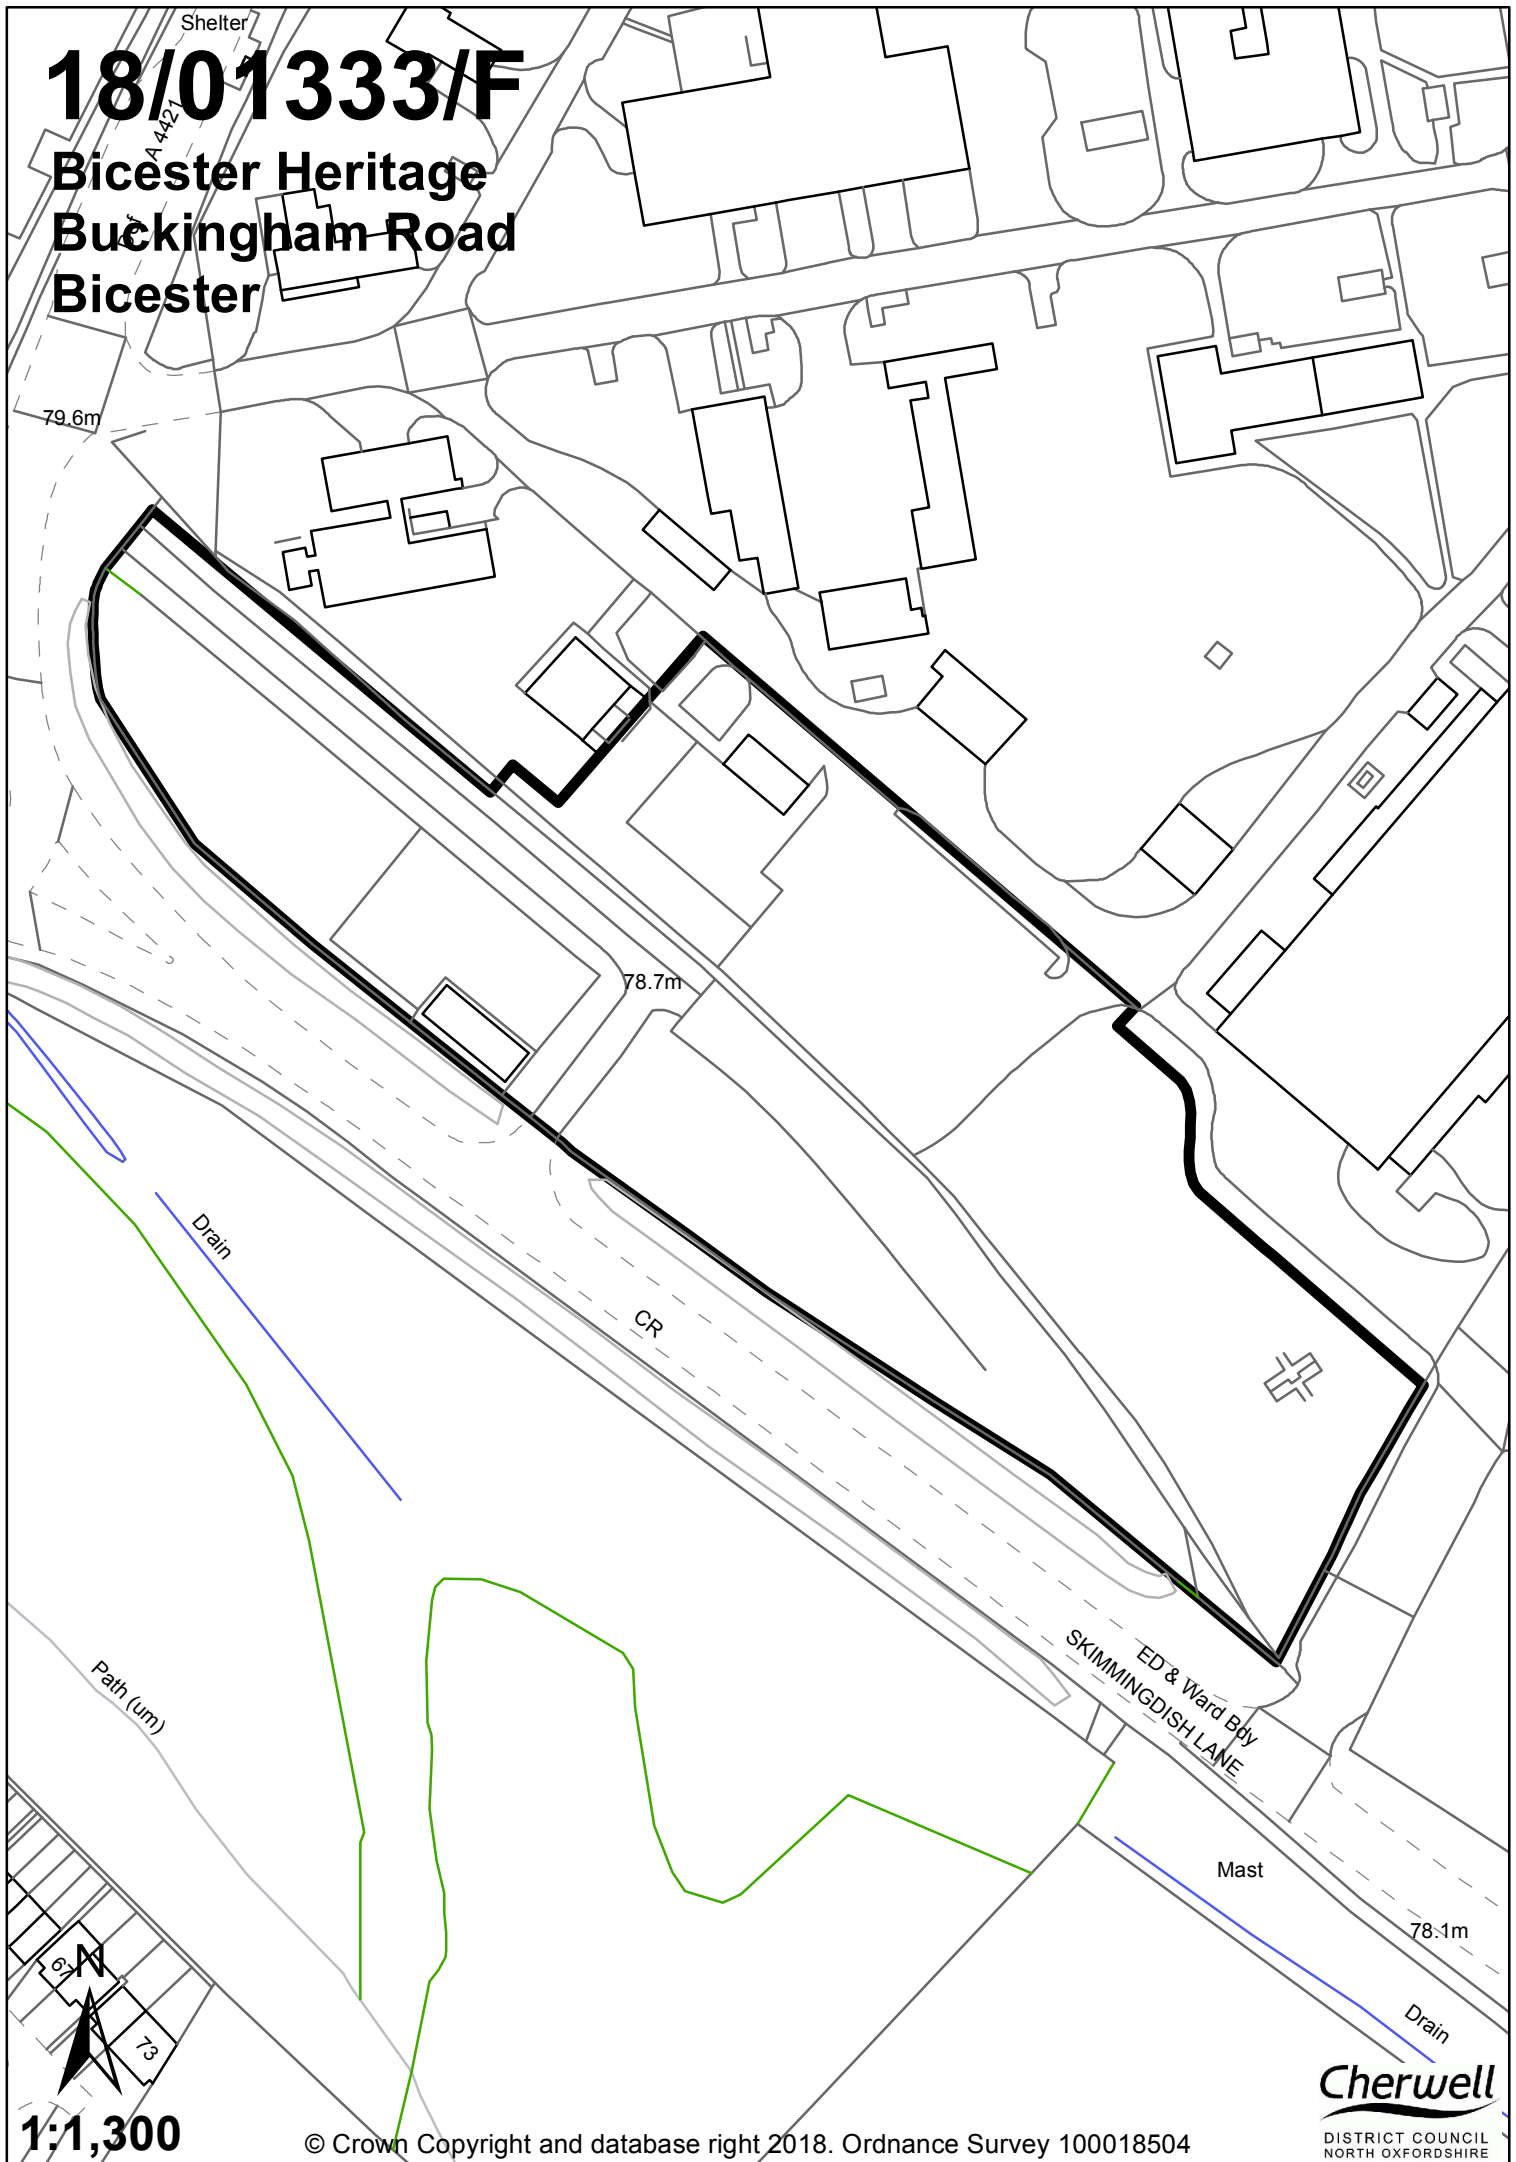 Shelter
18/01333/F
A 4421
Bicester Heritage
Def
Buckingham Road
Bicester
79.6m
78.7m
Drain
CR
ED & Ward Bdy
SKIMMINGDISH LANE
Path (um)
Mast
78.1m
67
N
73
Drain
Cherwell
DISTRICT COUNCIL
NORTH OXFORDSHIRE
1:1,300
© Crown Copyright and database right 2018. Ordnance Survey 100018504